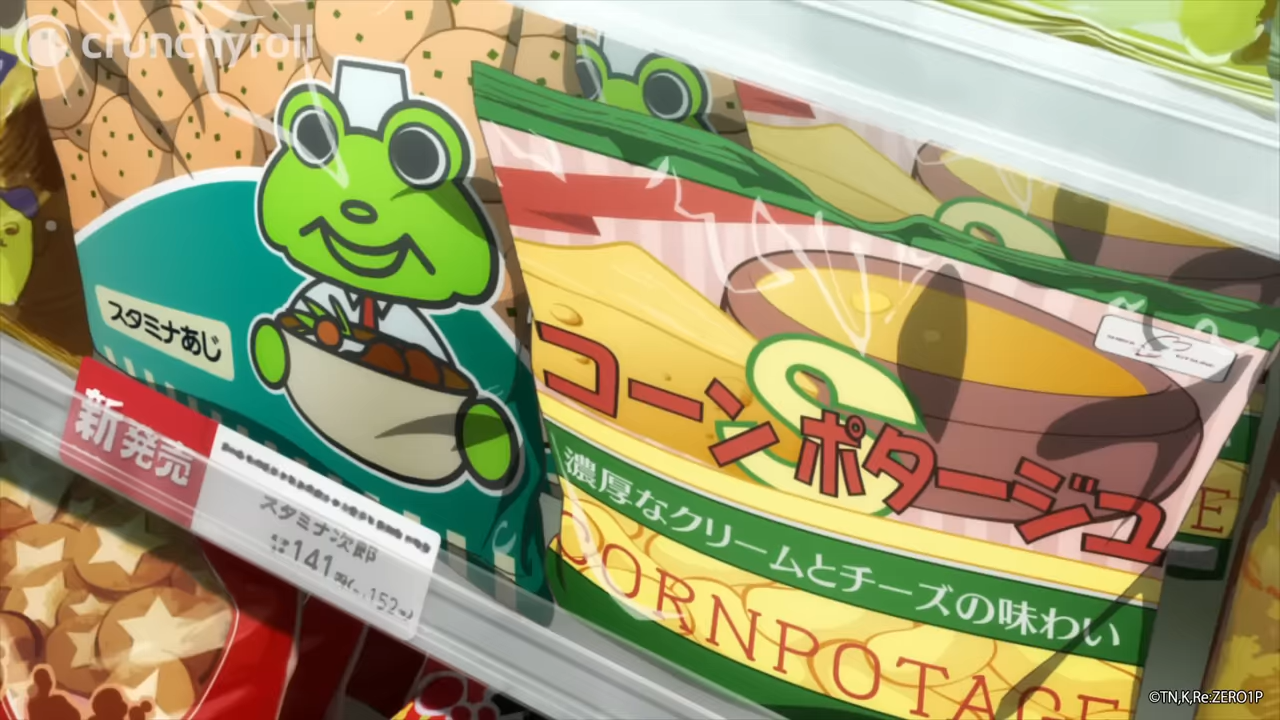 crunchyroll
スタミナあじ
新発売
スタミナ次郎
141
152
コーンポタージュ
濃厚なクリームとチーズの味わい
CORNPOTAGE
E
©TN,K,Re:ZERO1P